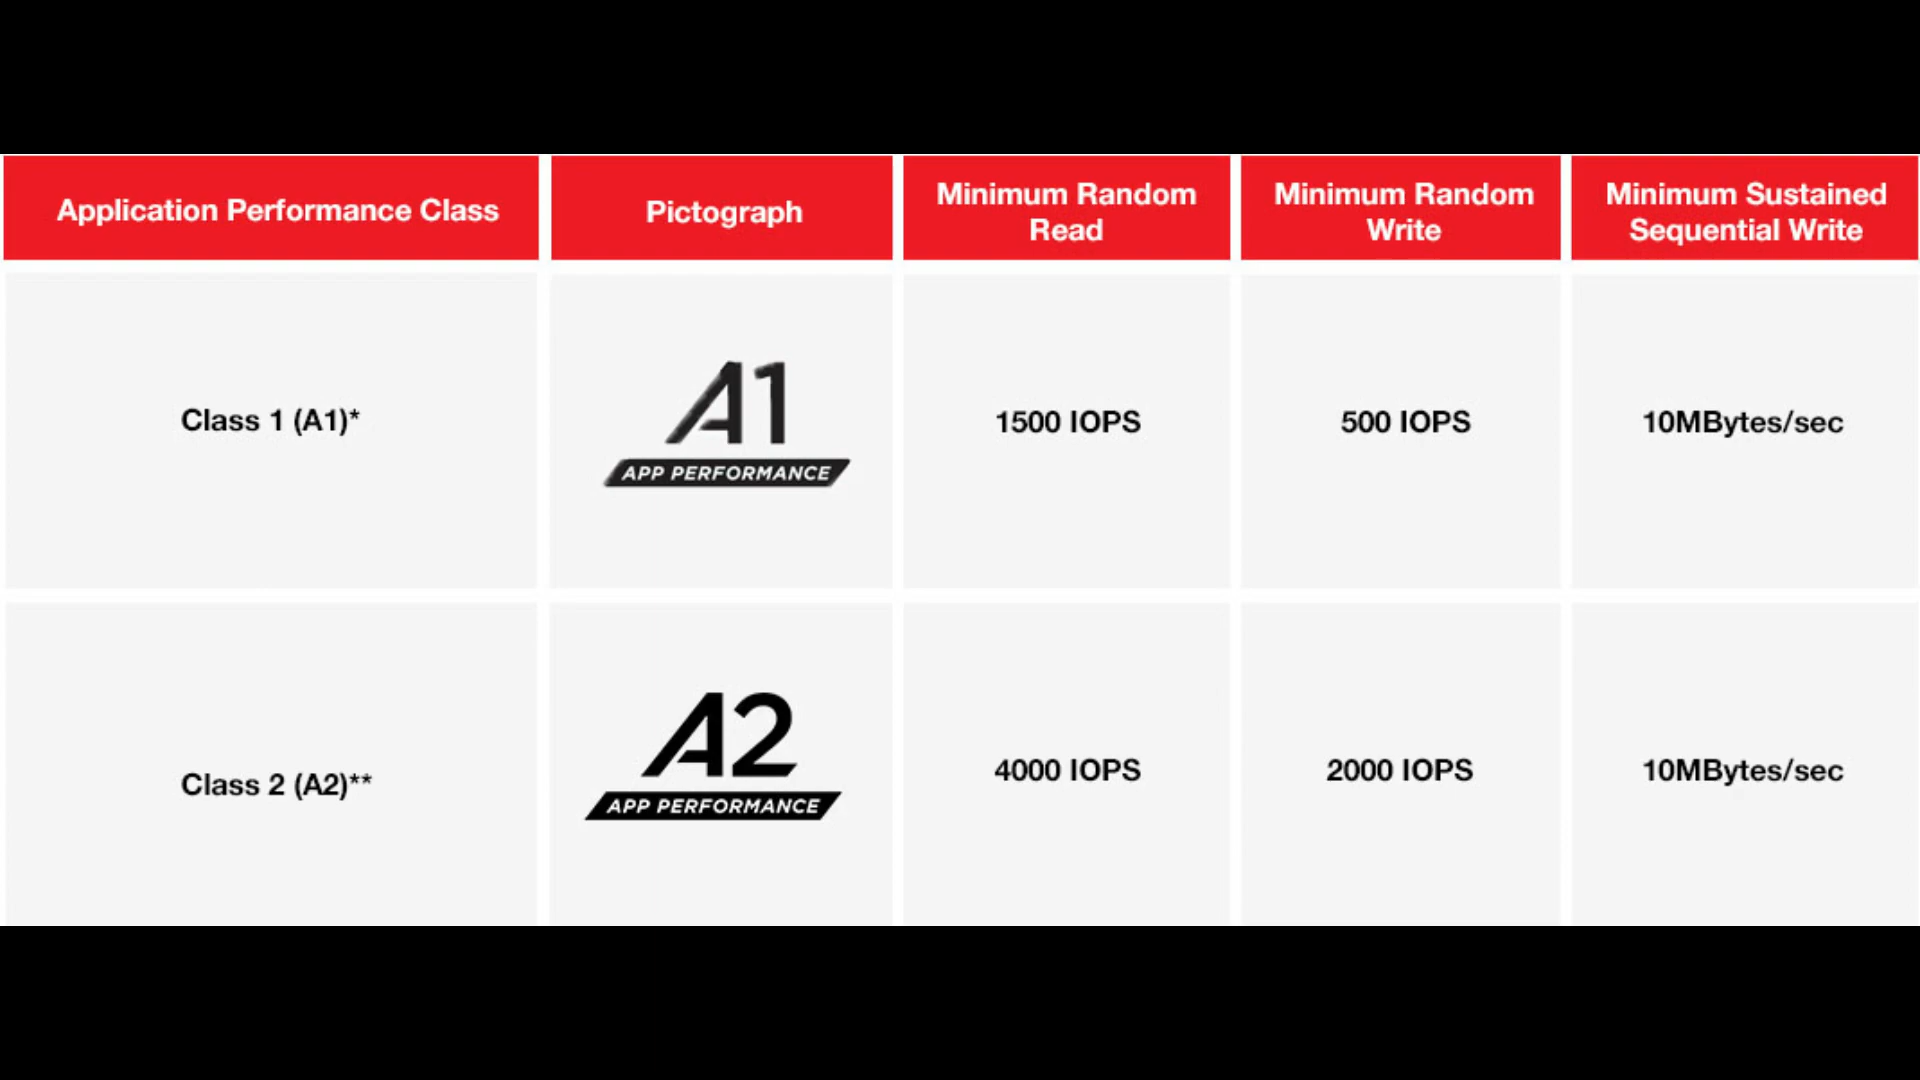 Application Performance Class
Pictograph
Minimum Random
Read
Minimum Random
Write
Minimum Sustained
Sequential Write
Class 1 (A1)*
A1
APP PERFORMANCE
1500 IOPS
500 IOPS
10MBytes/sec
Class 2 (A2)**
A2
APP PERFORMANCE
4000 IOPS
2000 IOPS
10MBytes/sec